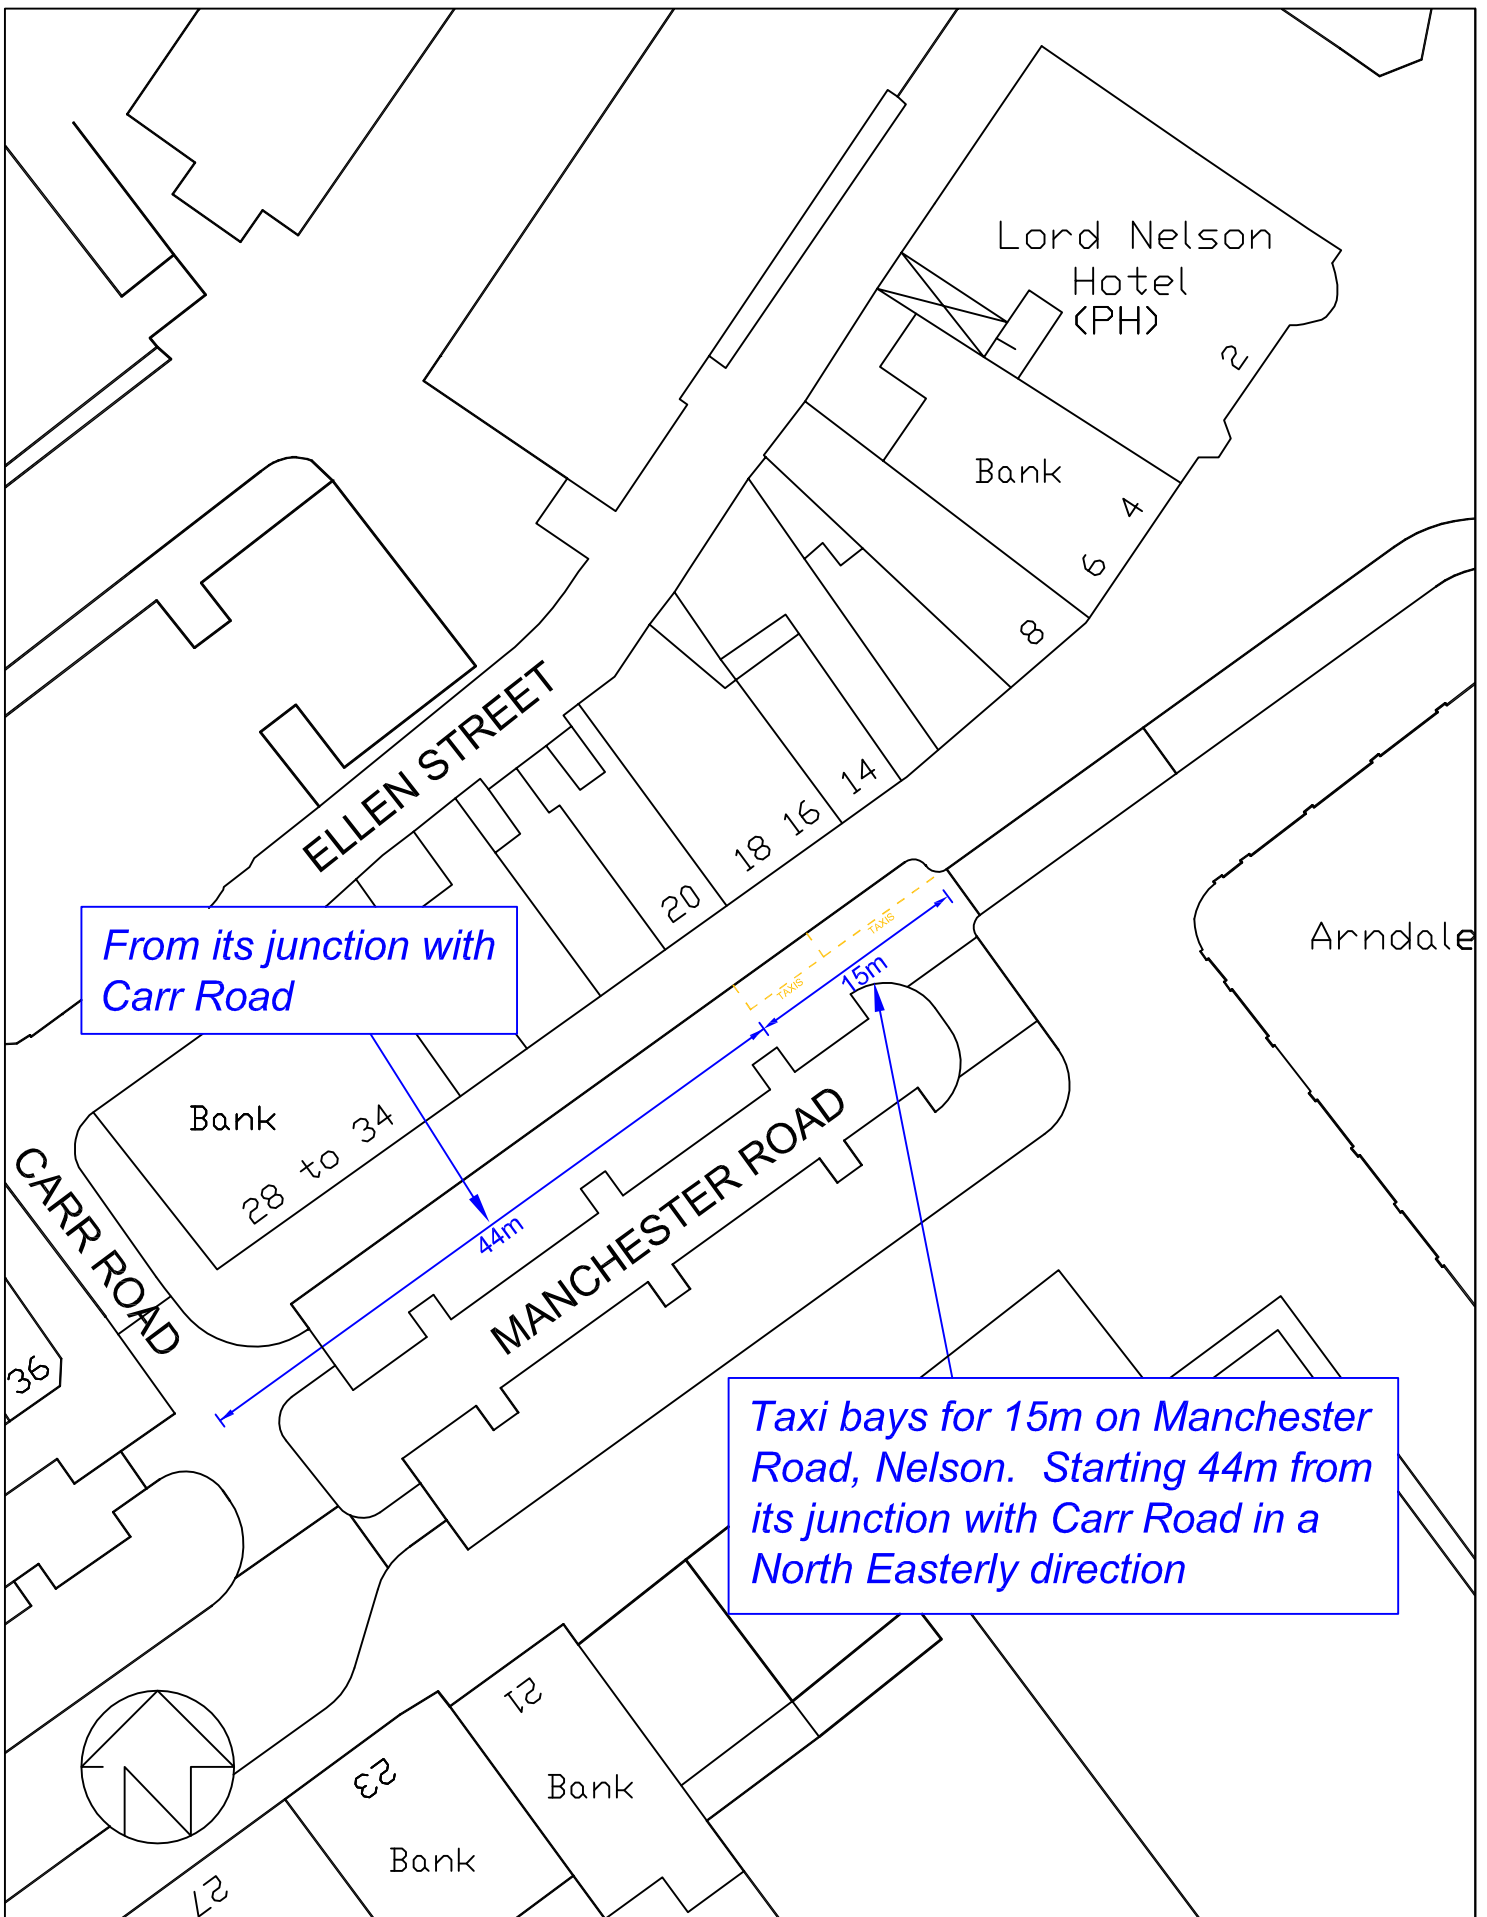 Lord Nelson
Hotel
(PH)
2
Bank
4
6
8
ELLEN STREET
14
16
18
20
TAXIS
Arndale
From its junction with
Carr Road
TAXIS
15m
Bank
28 to 34
CARR ROAD
44m
MANCHESTER ROAD
36
Taxi bays for 15m on Manchester
Road, Nelson.  Starting 44m from
its junction with Carr Road in a
North Easterly direction
21
23
Bank
N
Bank
27